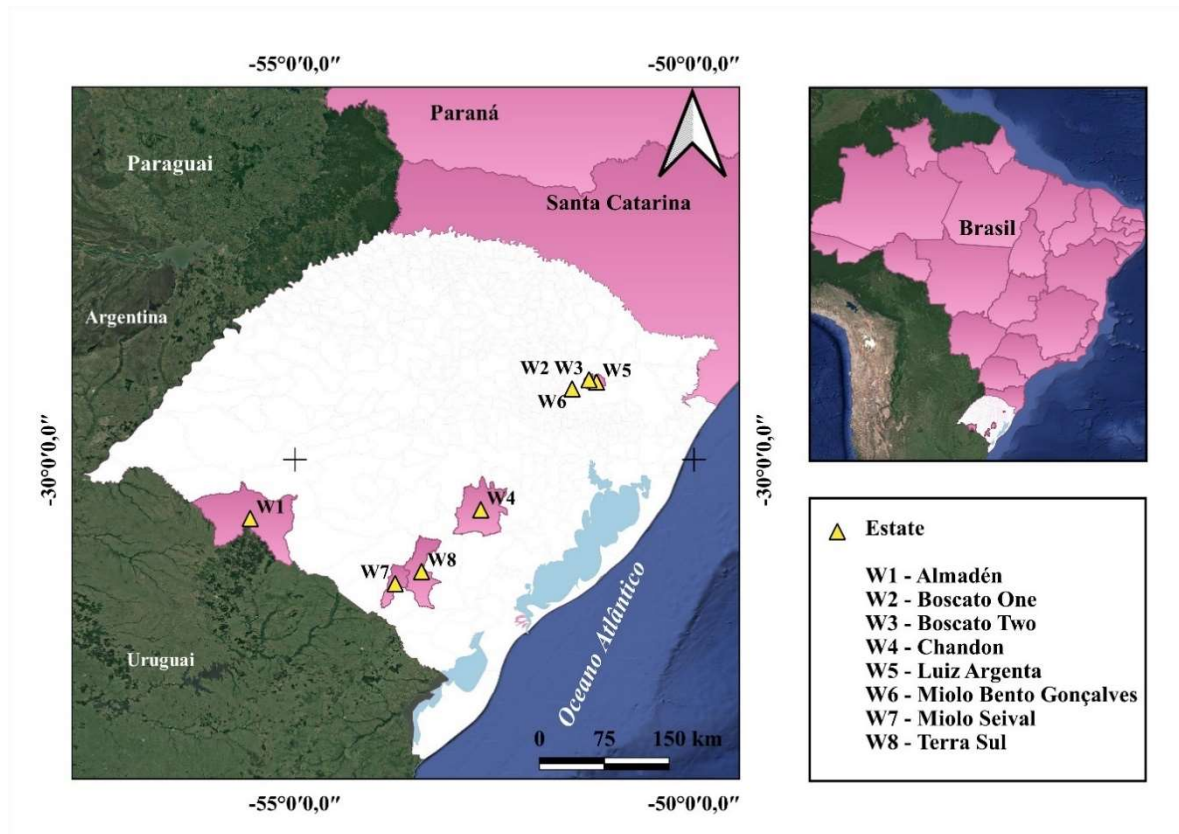 -55°0′0,0″ -50°0′0,0″
Paraná
Paraguai
Santa Catarina
Brasil
Argentina
W2 W3 W5
W6
-30°0′0,0″ -30°0′0,0″
W1
W4
W7 W8
Uruguai
Oceano Atlântico
0 75 150 km
-55°0′0,0″ -50°0′0,0″
Estate
W1 - Almadén
W2 - Boscato One
W3 - Boscato Two
W4 - Chandon
W5 - Luiz Argenta
W6 - Miolo Bento Gonçalves
W7 - Miolo Seival
W8 - Terra Sul